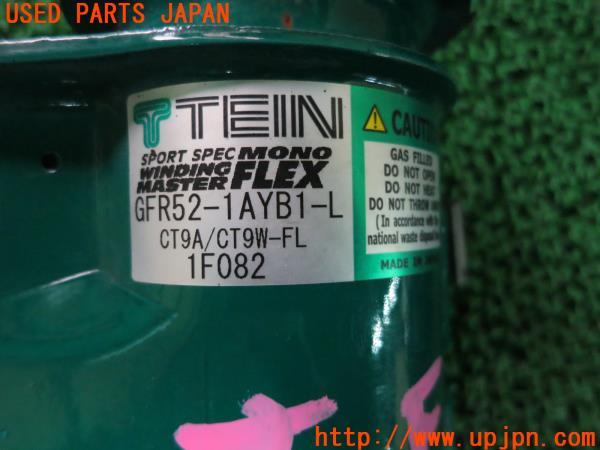 USED PARTS JAPAN
TEIN
SPORT SPEC MONO
WINDING MASTER FLEX
GFR52-1AYB1-L
CT9A/CT9W-FL
1F082
GAS FILLED
DO NOT OPEN
DO NOT HEAT
DO NOT THROW
(In accordance with
national waste
MADE IN
http://www.upjpn.com